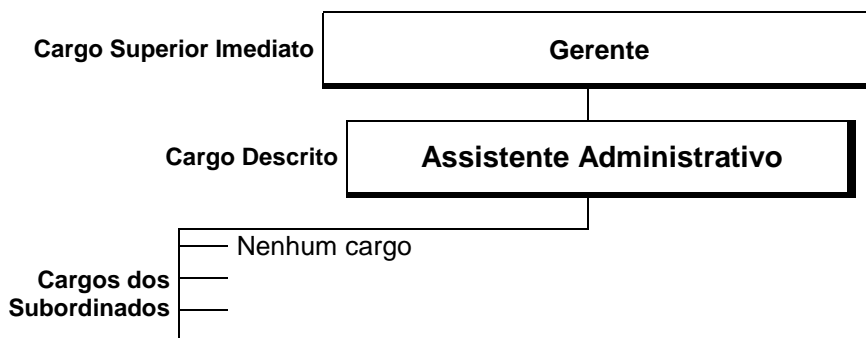 Cargo Superior Imediato
Gerente
Cargo Descrito
Assistente Administrativo
Nenhum cargo
Cargos dos
Subordinados